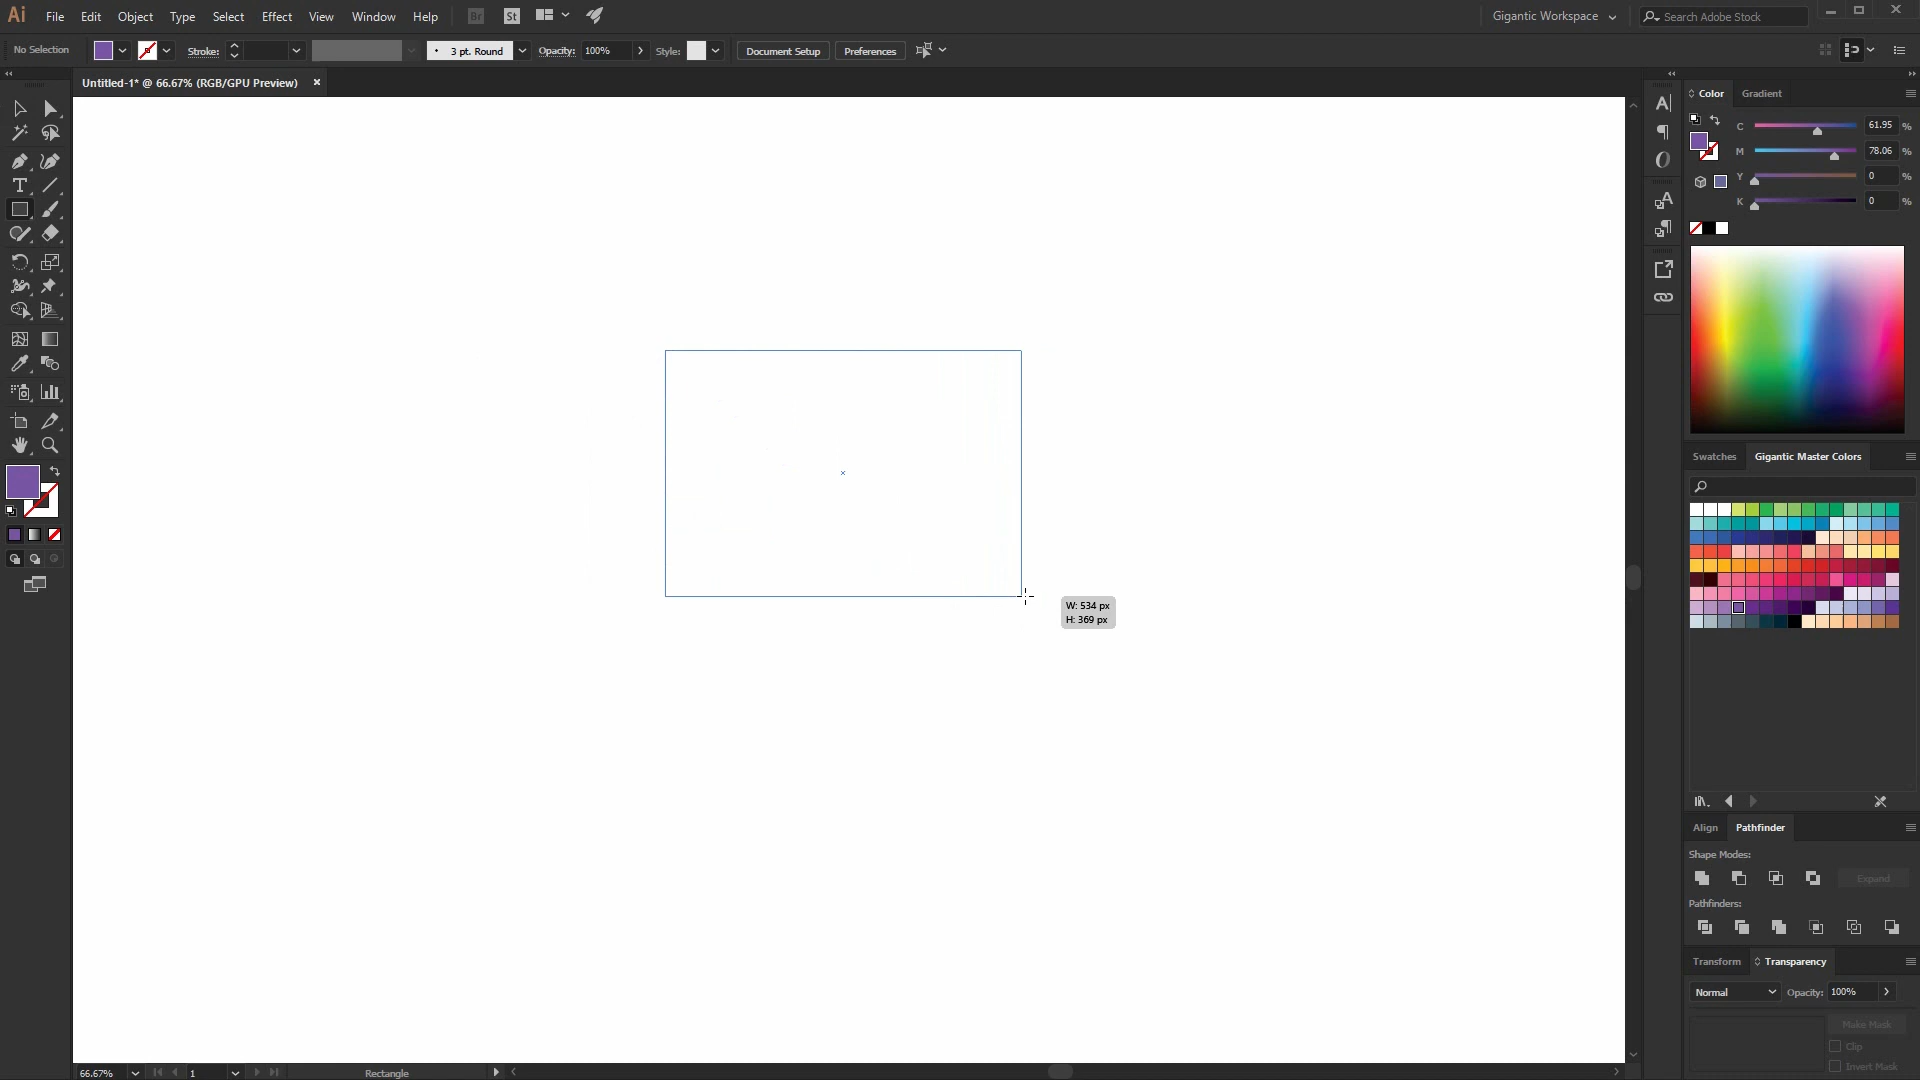 Ai File Edit Object Type Select Effect View Window Help Br St Gigantic Workspace Search Adobe Stock
No Selection Stroke: 3 pt. Round Opacity: 100% Style: Document Setup Preferences
Untitled-1* @ 66.67% (RGB/GPU Preview)
Color Gradient
C 61.95 %
M 78.06 %
Y 0 %
K 0 %
W: 534 px
H: 369 px
Swatches Gigantic Master Colors
Align Pathfinder
Shape Modes:
Expand
Pathfinders:
Transform Transparency
Normal Opacity: 100%
Make Mask
Clip
Invert Mask
66.67% 1 Rectangle